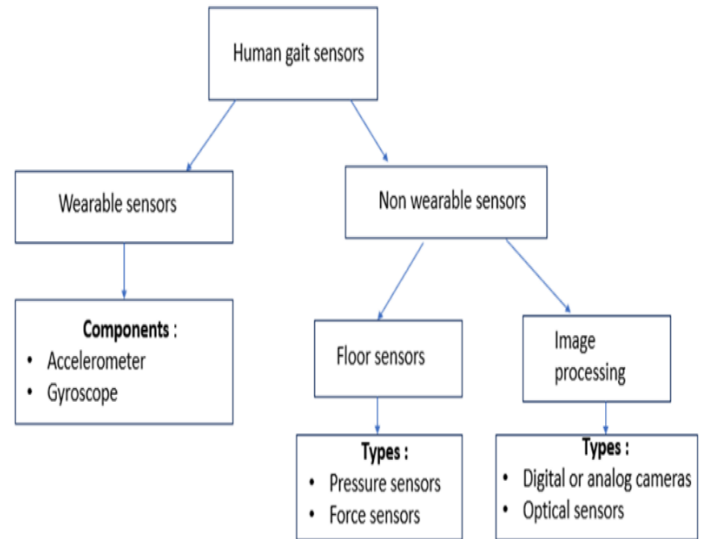 Human gait sensors
Wearable sensors
Non wearable sensors
Components :
• Accelerometer
• Gyroscope
Floor sensors
Image
processing
Types :
• Pressure sensors
• Force sensors
Types :
• Digital or analog cameras
• Optical sensors